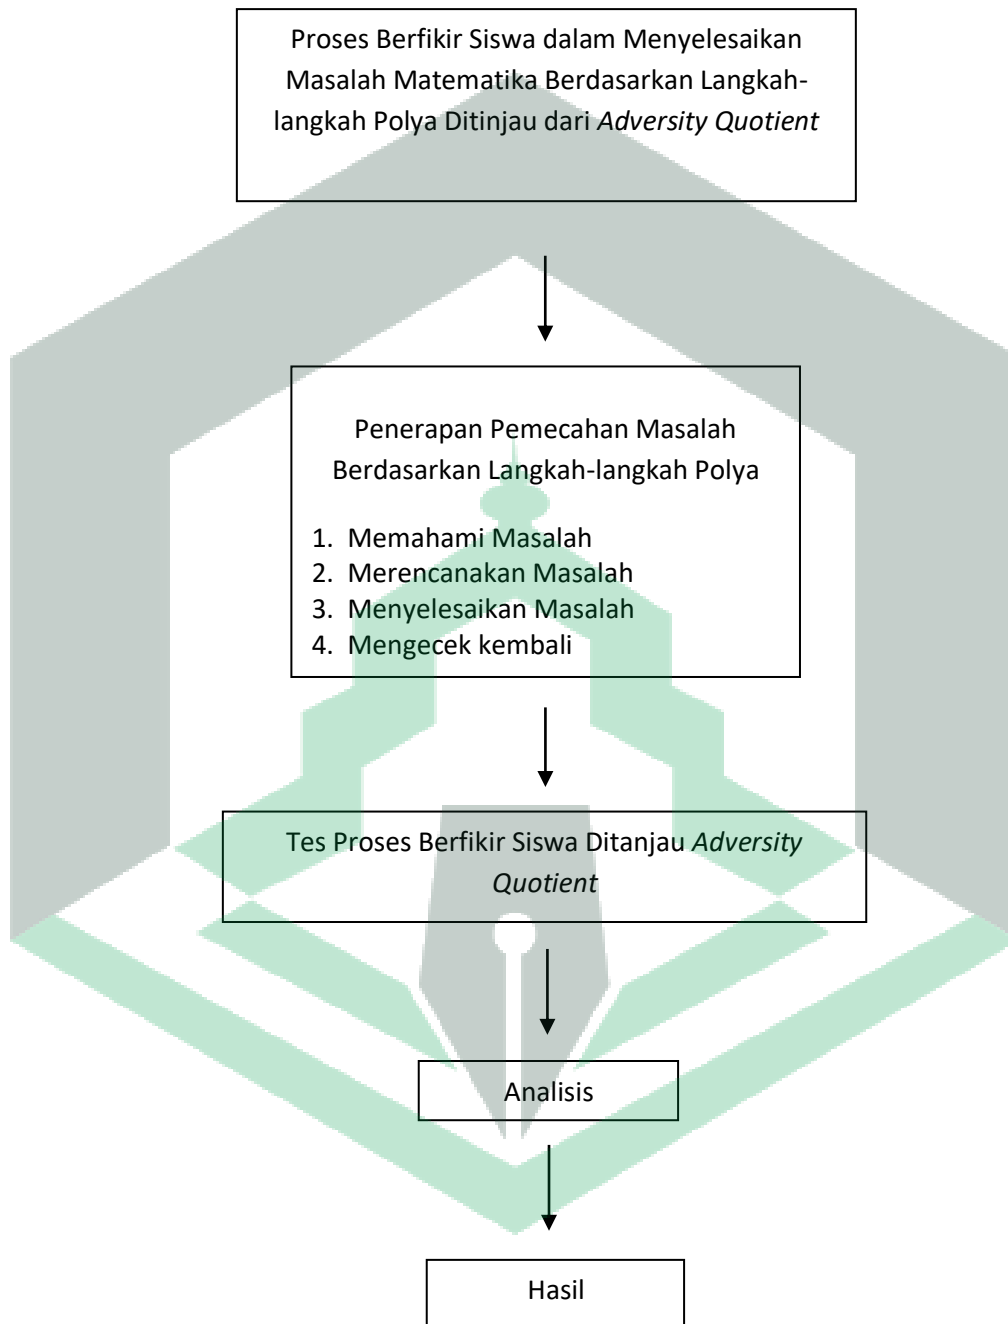 Proses Berfikir Siswa dalam Menyelesaikan
Masalah Matematika Berdasarkan Langkah-
langkah Polya Ditinjau dari Adversity Quotient
Penerapan Pemecahan Masalah
Berdasarkan Langkah-langkah Polya
1. Memahami Masalah
2. Merencanakan Masalah
3. Menyelesaikan Masalah
4. Mengecek kembali
Tes Proses Berfikir Siswa Ditanjau Adversity
Quotient
Analisis
Hasil